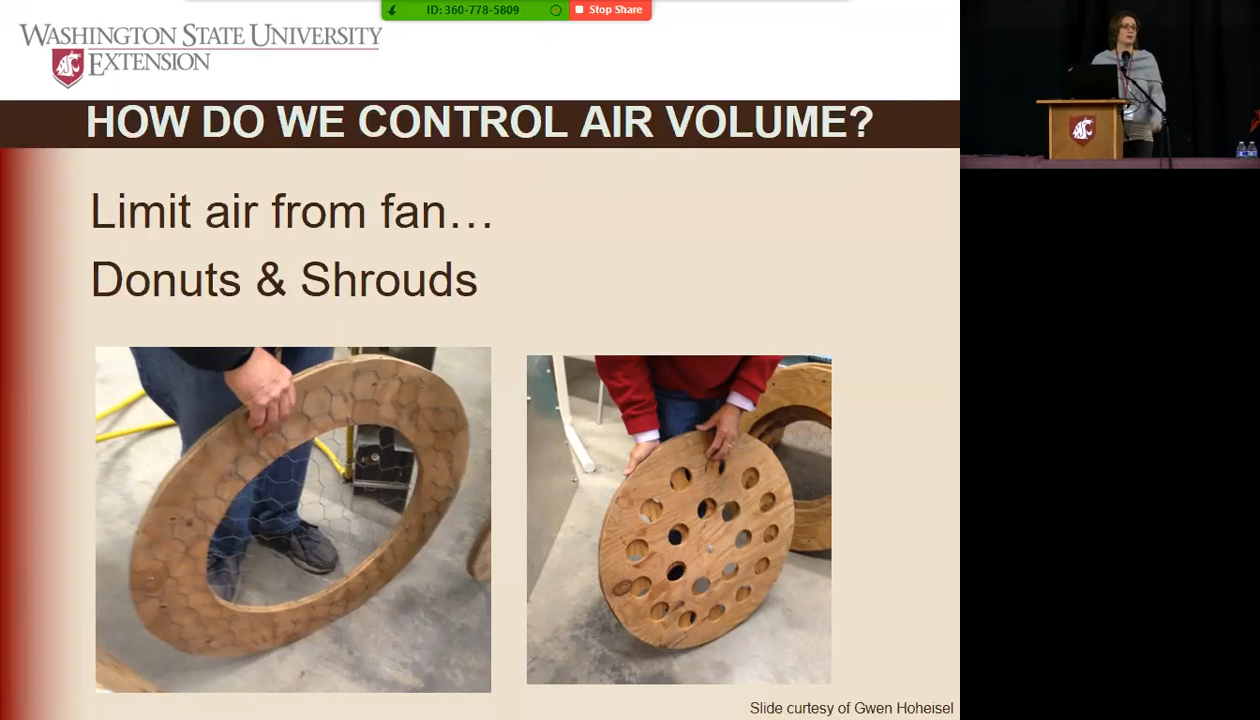 ID: 360-778-5809
Stop Share
WASHINGTON STATE UNIVERSITY
EXTENSION
HOW DO WE CONTROL AIR VOLUME?
Limit air from fan…
Donuts & Shrouds
Slide curtesy of Gwen Hoheisel